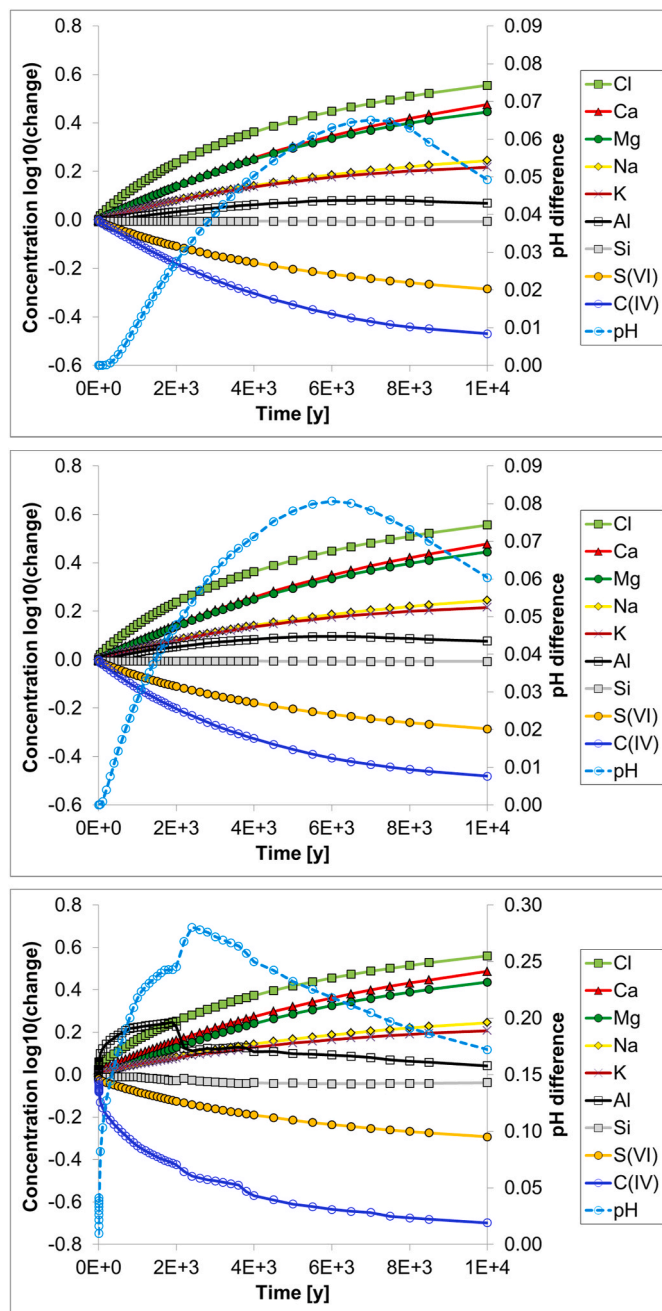 0.8
0.6
0.4
0.2
0.0
-0.2
-0.4
-0.6
Concentration log10(change)
0.09
0.08
0.07
0.06
0.05
0.04
0.03
0.02
0.01
0.00
pH difference
0E+0 2E+3 4E+3 6E+3 8E+3 1E+4
Time [y]
Cl
Ca
Mg
Na
K
Al
Si
S(VI)
C(IV)
pH
0.8
0.6
0.4
0.2
0.0
-0.2
-0.4
-0.6
Concentration log10(change)
0.09
0.08
0.07
0.06
0.05
0.04
0.03
0.02
0.01
0.00
pH difference
0E+0 2E+3 4E+3 6E+3 8E+3 1E+4
Time [y]
Cl
Ca
Mg
Na
K
Al
Si
S(VI)
C(IV)
pH
0.8
0.6
0.4
0.2
0.0
-0.2
-0.4
-0.6
-0.8
Concentration log10(change)
0.30
0.25
0.20
0.15
0.10
0.05
0.00
pH difference
0E+0 2E+3 4E+3 6E+3 8E+3 1E+4
Time [y]
Cl
Ca
Mg
Na
K
Al
Si
S(VI)
C(IV)
pH